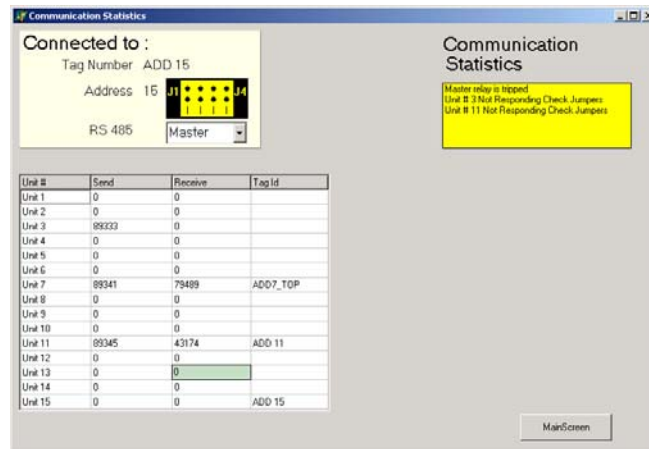 Communication Statistics
Connected to :
Tag Number ADD 15
Address 15 J1 J4
RS 485 Master
Communication
Statistics
Master relay is tripped
Unit # 3 Not Responding Check Jumpers
Unit # 11 Not Responding Check Jumpers
Unit # Send Receive Tag Id
Unit 1 0 0
Unit 2 0 0
Unit 3 89333 0
Unit 4 0 0
Unit 5 0 0
Unit 6 0 0
Unit 7 89341 79489 ADD7_TOP
Unit 8 0 0
Unit 9 0 0
Unit 10 0 0
Unit 11 89345 43174 ADD 11
Unit 12 0 0
Unit 13 0 0
Unit 14 0 0
Unit 15 0 0 ADD 15
MainScreen